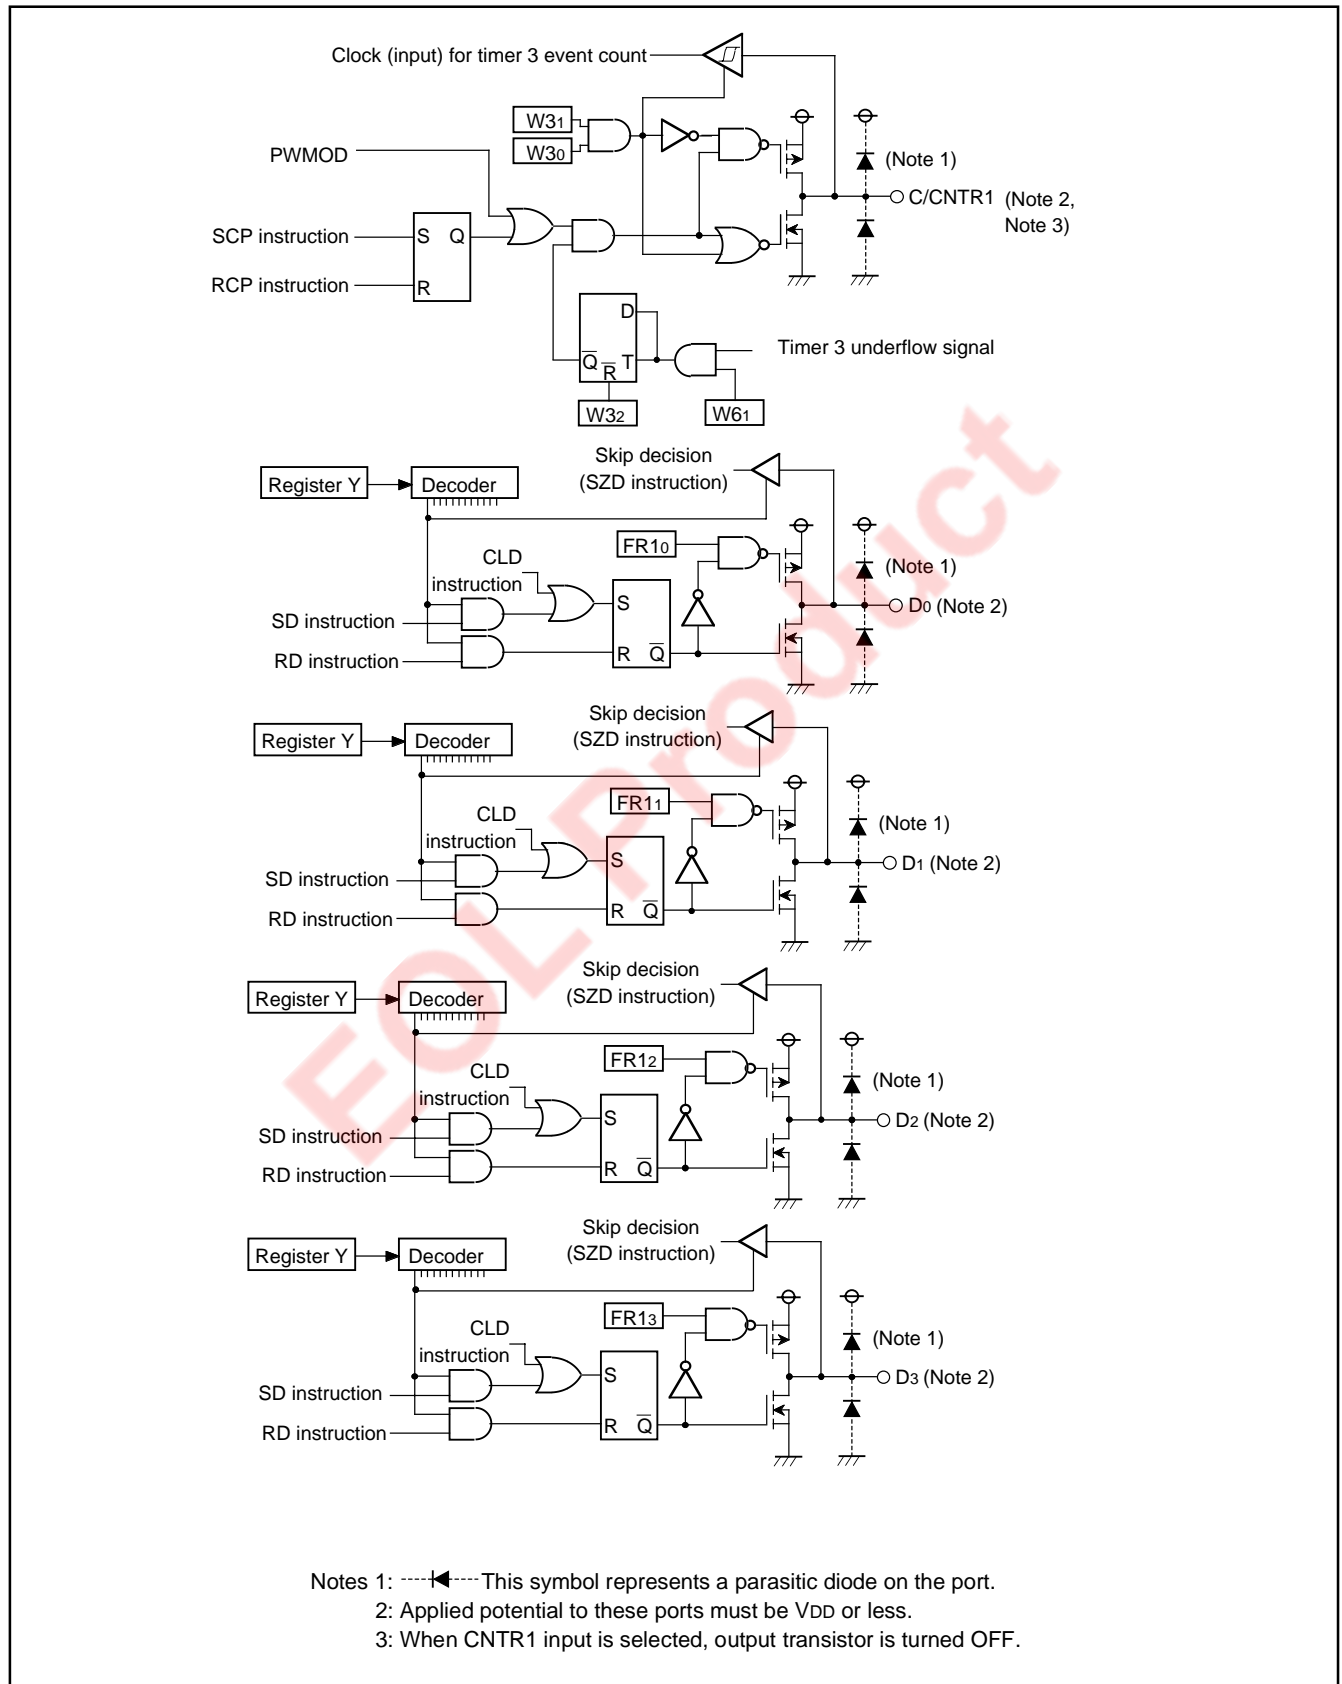 Clock (input) for timer 3 event count
W31
W30
PWMOD
(Note 1)
C/CNTR1 (Note 2,
Note 3)
SCP instruction
S Q
RCP instruction
R
D
Q R T
Timer 3 underflow signal
W32
W61
Skip decision
(SZD instruction)
Register Y
Decoder
FR10
CLD
instruction
(Note 1)
S
D0 (Note 2)
SD instruction
RD instruction
R Q
Skip decision
(SZD instruction)
Register Y
Decoder
FR11
CLD
instruction
(Note 1)
S
D1 (Note 2)
SD instruction
RD instruction
R Q
Skip decision
(SZD instruction)
Register Y
Decoder
FR12
CLD
instruction
(Note 1)
S
D2 (Note 2)
SD instruction
RD instruction
R Q
Skip decision
(SZD instruction)
Register Y
Decoder
FR13
CLD
instruction
(Note 1)
S
D3 (Note 2)
SD instruction
RD instruction
R Q
EOL Product
Notes 1: This symbol represents a parasitic diode on the port.
2: Applied potential to these ports must be VDD or less.
3: When CNTR1 input is selected, output transistor is turned OFF.